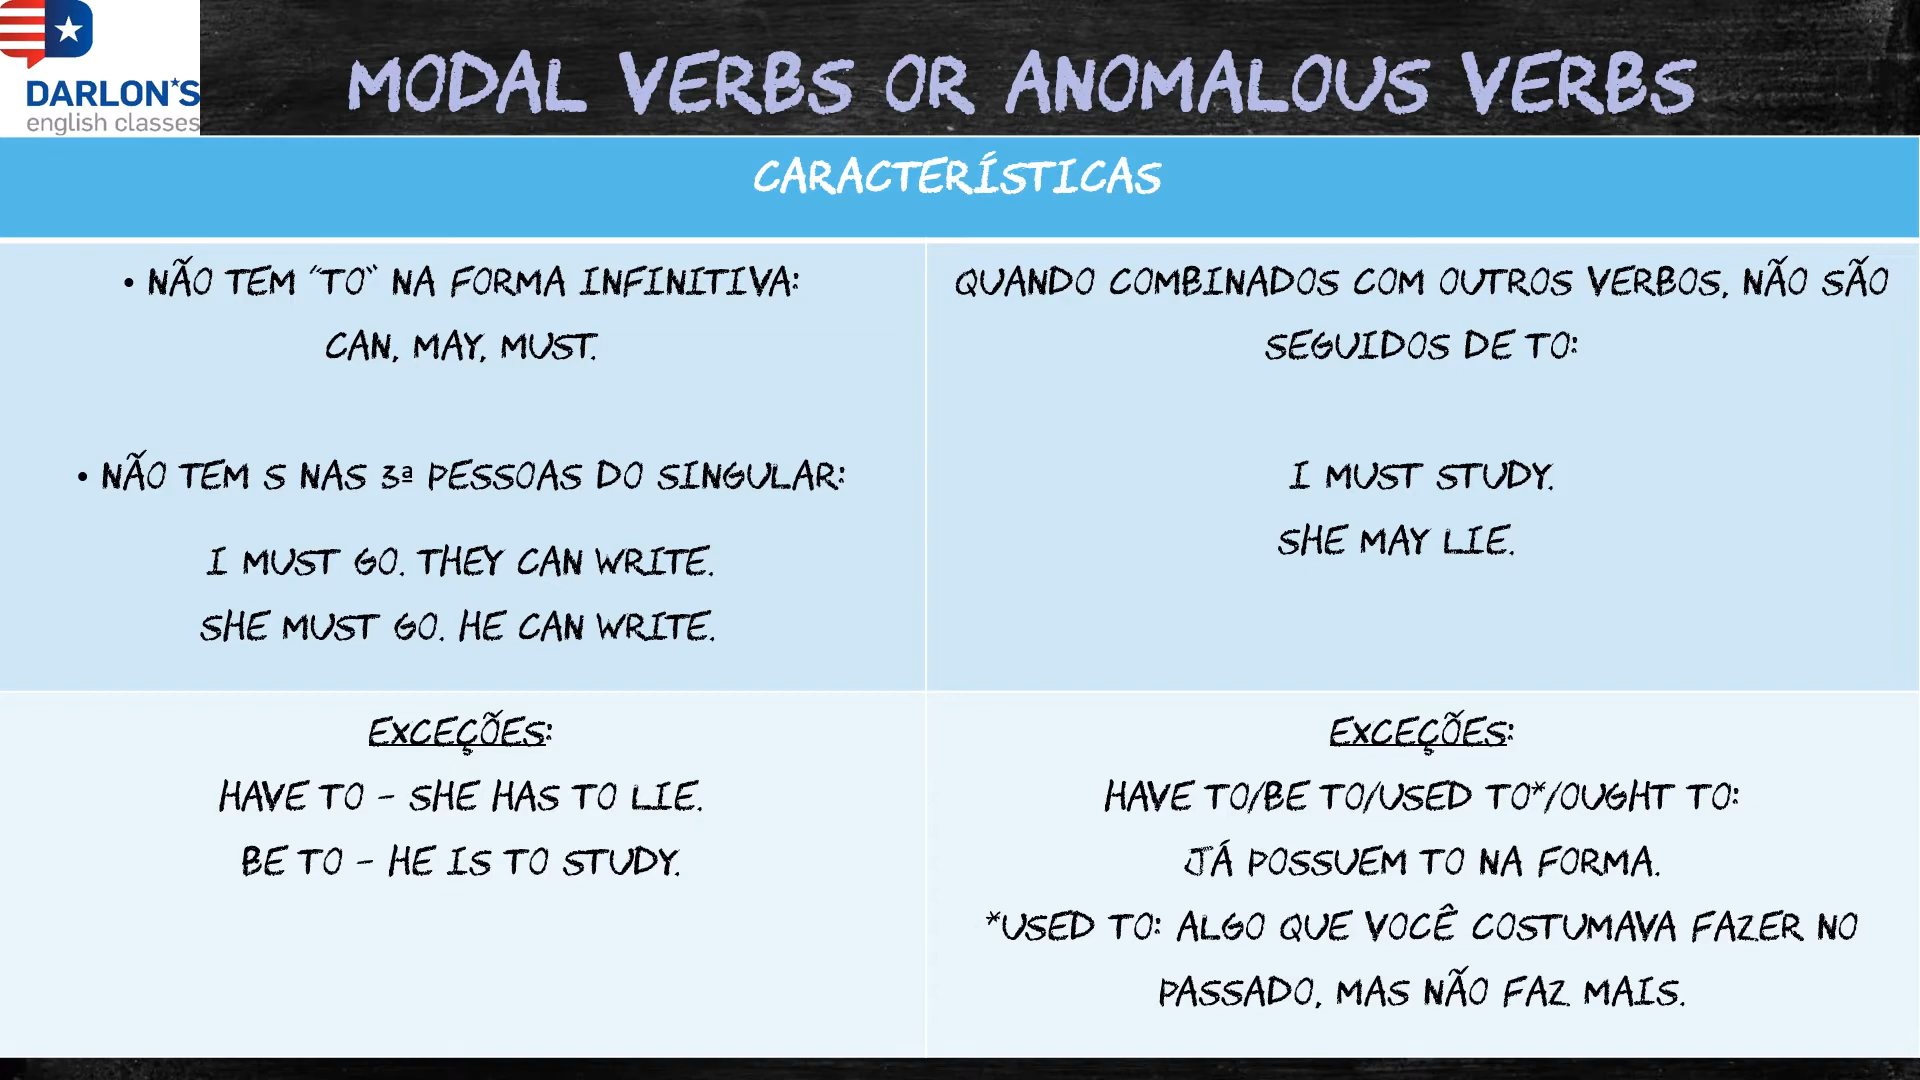 DARLON'S
english classes
MODAL VERBS OR ANOMALOUS VERBS
CARACTERÍSTICAS
• NÃO TEM "TO" NA FORMA INFINITIVA:
CAN, MAY, MUST.
• NÃO TEM S NAS 3ª PESSOAS DO SINGULAR:
I MUST GO. THEY CAN WRITE.
SHE MUST GO. HE CAN WRITE.
QUANDO COMBINADOS COM OUTROS VERBOS, NÃO SÃO
SEGUIDOS DE TO:
I MUST STUDY.
SHE MAY LIE.
EXCEÇÕES:
HAVE TO – SHE HAS TO LIE.
BE TO – HE IS TO STUDY.
EXCEÇÕES:
HAVE TO/BE TO/USED TO*/OUGHT TO:
JÁ POSSUEM TO NA FORMA.
*USED TO: ALGO QUE VOCÊ COSTUMAVA FAZER NO
PASSADO, MAS NÃO FAZ MAIS.